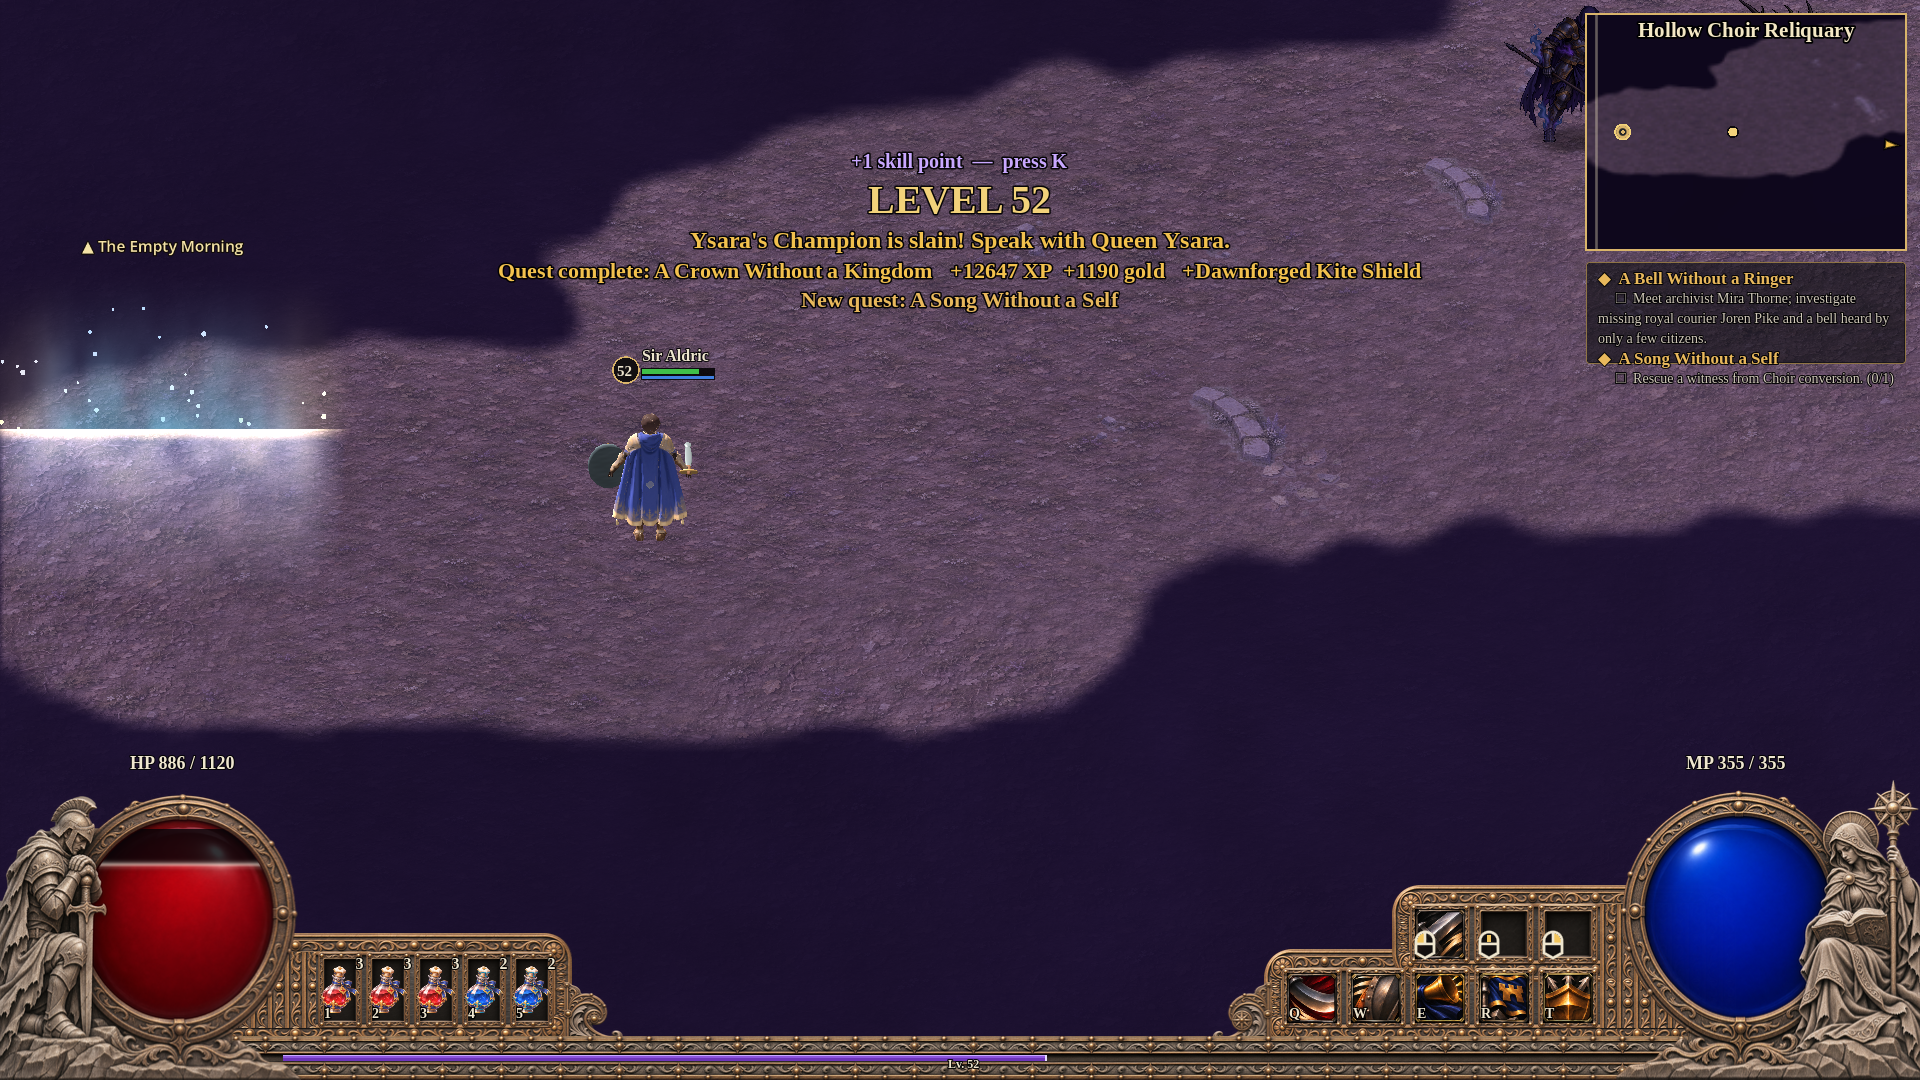 Hollow Choir Reliquary
+1 skill point — press K
LEVEL 52
Ysara's Champion is slain! Speak with Queen Ysara.
Quest complete: A Crown Without a Kingdom +12647 XP +1190 gold +Dawnforged Kite Shield
New quest: A Song Without a Self
▲ The Empty Morning
◆ A Bell Without a Ringer
☐ Meet archivist Mira Thorne; investigate
missing royal courier Joren Pike and a bell heard by
only a few citizens.
◆ A Song Without a Self
☐ Rescue a witness from Choir conversion. (0/1)
Sir Aldric
52
HP 886 / 1120
MP 355 / 355
3 3 3 2 2
1 2 3 4 5
Q W E R T
Lv. 52